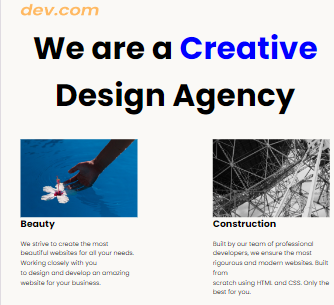 dev.com
We are a Creative
Design Agency
Beauty
We strive to create the most
beautiful websites for all your needs.
Working closely with you
to design and develop an amazing
website for your business.
Construction
Built by our team of professional
developers, we ensure the most
rigourous and modern websites. Built
from
scratch using HTML and CSS. Only the
best for you.